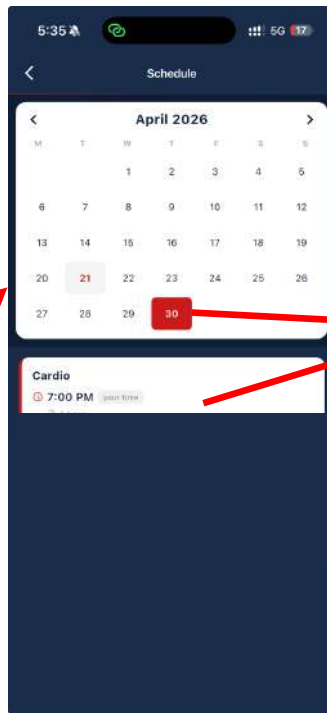 5:35 5G 17
Schedule
April 2026
M T W T F S S
1 2 3 4 5
6 7 8 9 10 11 12
13 14 15 16 17 18 19
20 21 22 23 24 25 26
27 28 29 30
Cardio
7:00 PM your time